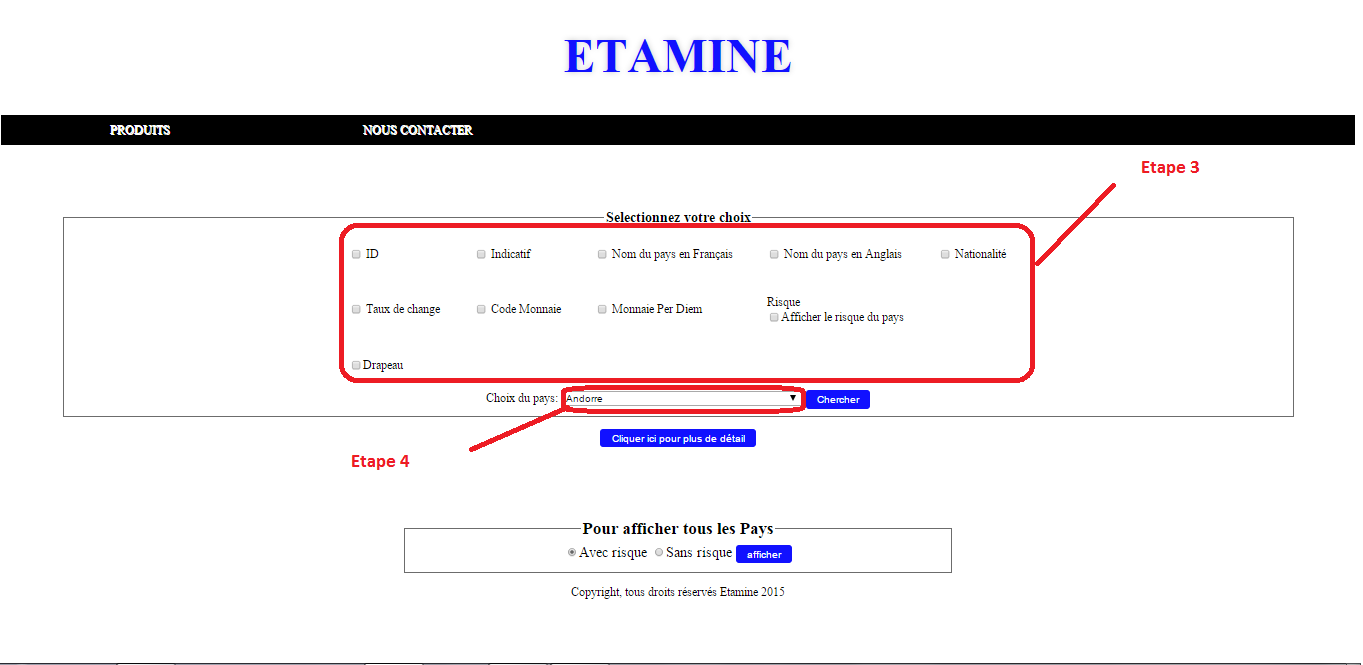 ETAMINE
PRODUITS NOUS CONTACTER
Etape 3
Selectionnez votre choix
ID Indicatif Nom du pays en Français Nom du pays en Anglais Nationalité
Risque
Taux de change Code Monnaie Monnaie Per Diem
Afficher le risque du pays
Drapeau
Choix du pays: Andorre Chercher
Cliquer ici pour plus de détail
Etape 4
Pour afficher tous les Pays
Avec risque Sans risque afficher
Copyright, tous droits réservés Etamine 2015